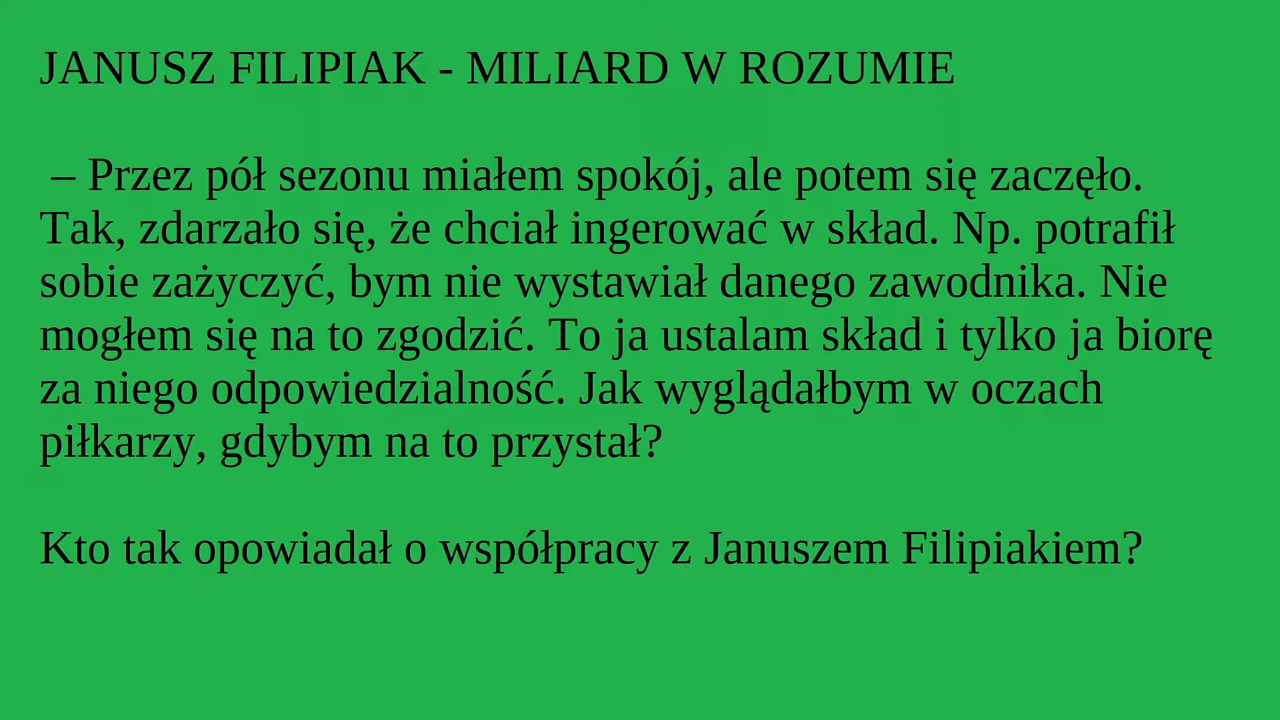 JANUSZ FILIPIAK - MILIARD W ROZUMIE
– Przez pół sezonu miałem spokój, ale potem się zaczęło.
Tak, zdarzało się, że chciał ingerować w skład. Np. potrafił
sobie zażyczyć, bym nie wystawiał danego zawodnika. Nie
mogłem się na to zgodzić. To ja ustalam skład i tylko ja biorę
za niego odpowiedzialność. Jak wyglądałbym w oczach
piłkarzy, gdybym na to przystał?
Kto tak opowiadał o współpracy z Januszem Filipiakiem?